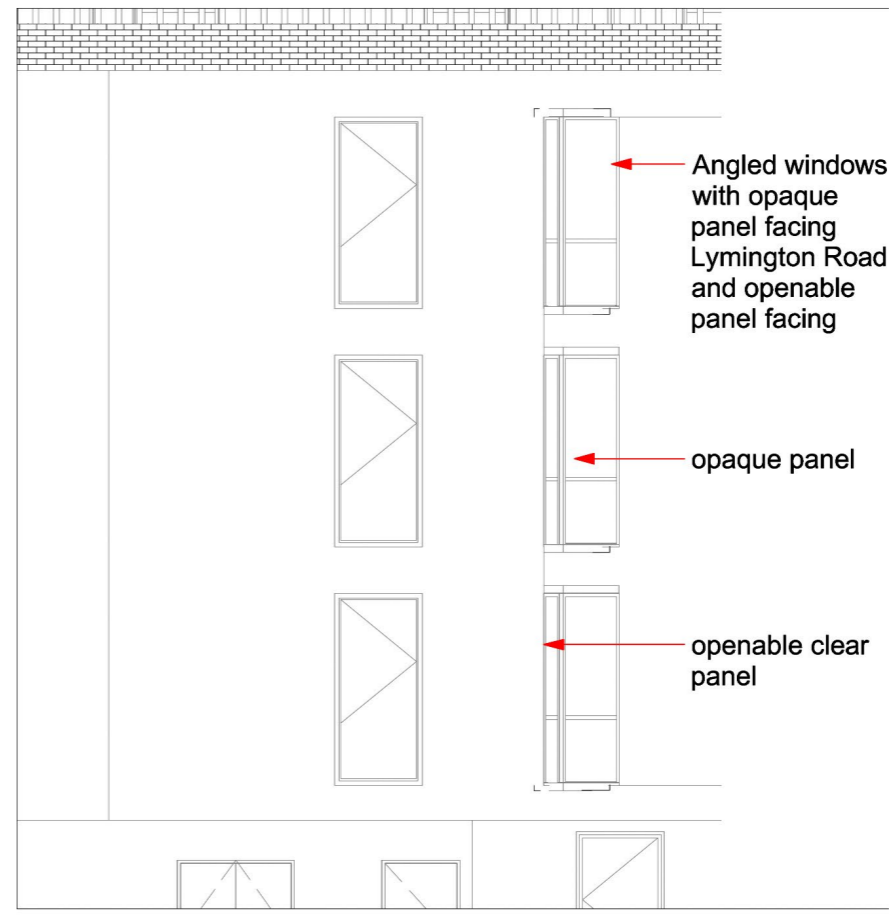 Angled windows
with opaque
panel facing
Lymington Road
and openable
panel facing
opaque panel
openable clear
panel